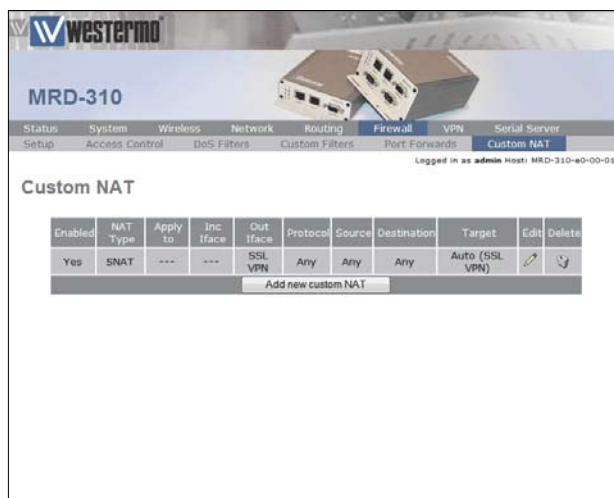 westermo
MRD-310
Status System Wireless Network Routing Firewall VPN Serial Server
Setup Access Control DoS Filters Custom Filters Port Forwards Custom NAT
Logged in as admin Host: MRD-310-e0-00-01
Custom NAT
Enabled NAT Type Apply to Inc Iface Out Iface Protocol Source Destination Target Edit Delete
Yes SNAT --- --- SSL VPN Any Any Any Auto (SSL VPN)
Add new custom NAT